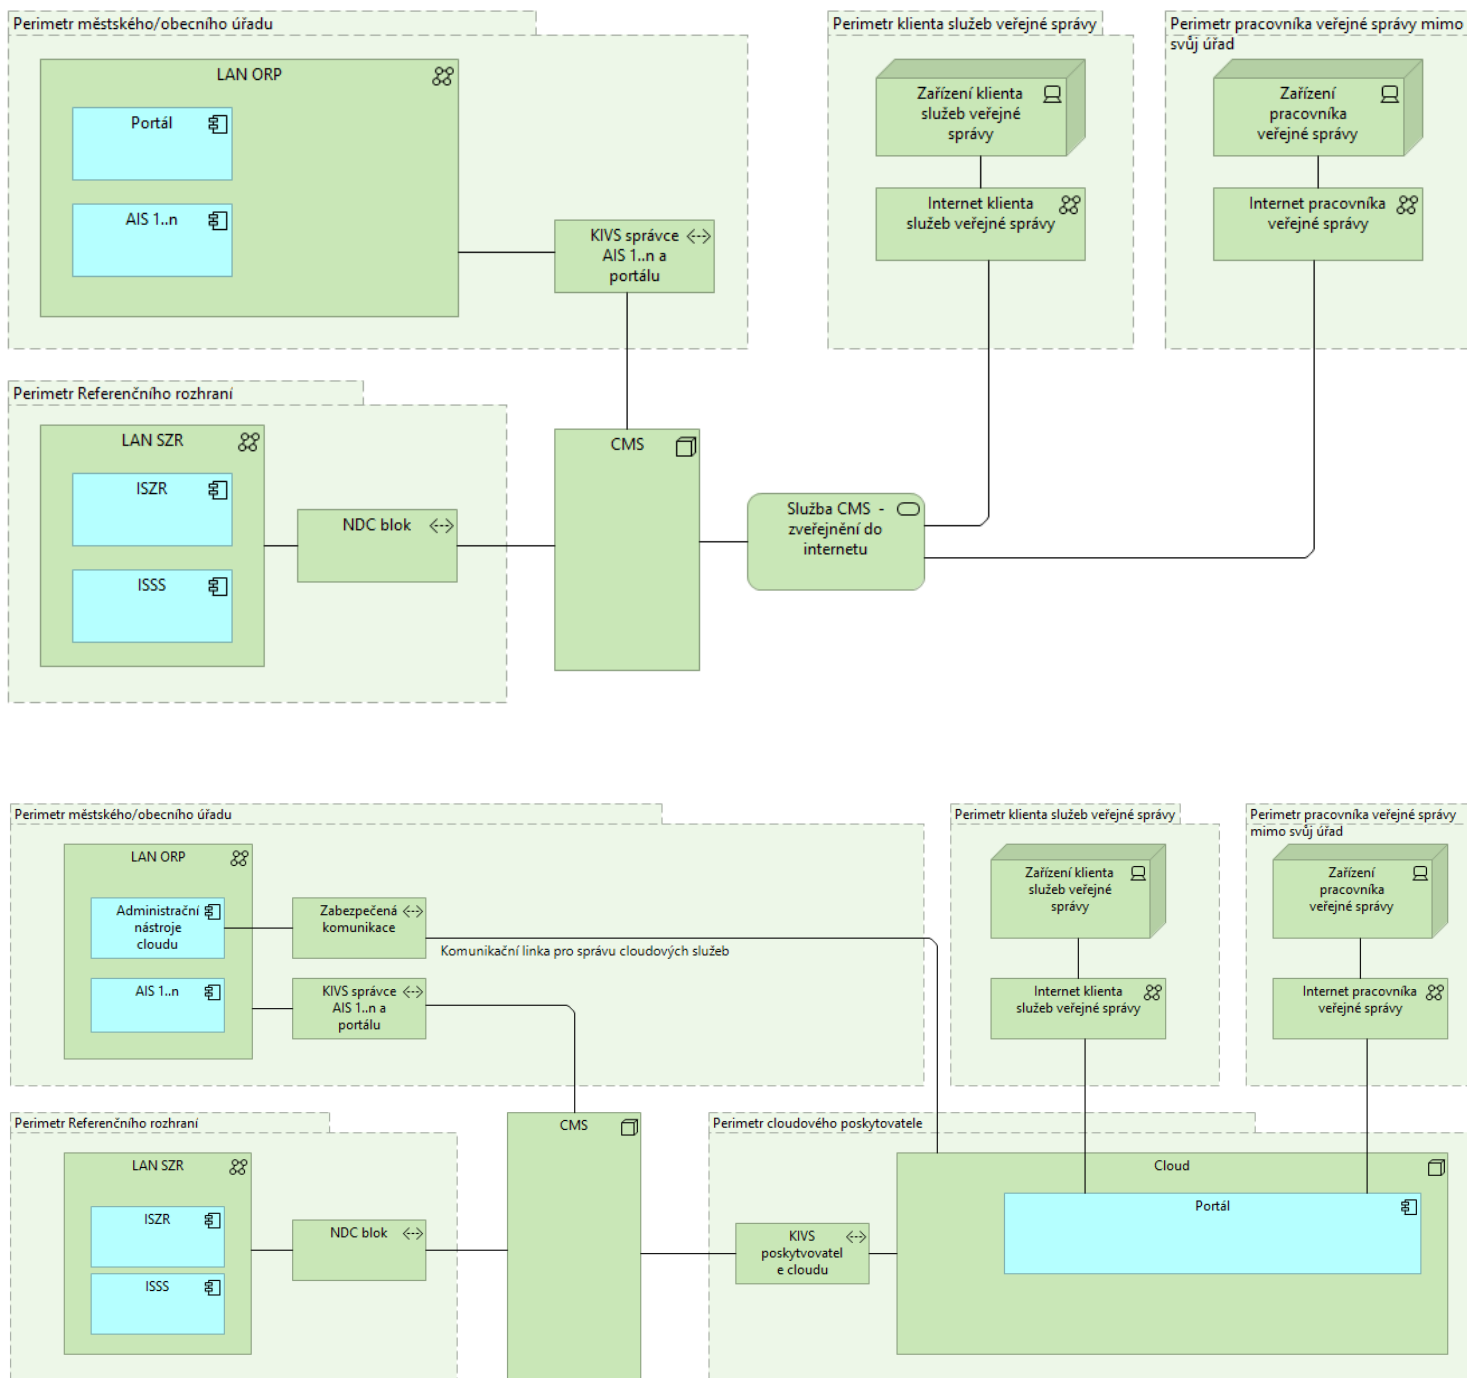 Perimetr městského/obecního úřadu
LAN ORP
Portál
AIS 1..n
KIVS správce
AIS 1..n a
portálu
Perimetr klienta služeb veřejné správy
Zařízení klienta
služeb veřejné
správy
Internet klienta
služeb veřejné správy
Perimetr pracovníka veřejné správy mimo
svůj úřad
Zařízení
pracovníka
veřejné správy
Internet pracovníka
veřejné správy
Perimetr Referenčního rozhraní
LAN SZR
ISZR
ISSS
NDC blok
CMS
Služba CMS -
zveřejnění do
internetu
Perimetr městského/obecního úřadu
LAN ORP
Administrační
nástroje
cloudu
AIS 1..n
Zabezpečená
komunikace
Komunikační linka pro správu cloudových služeb
KIVS správce
AIS 1..n a
portálu
Perimetr klienta služeb veřejné správy
Zařízení klienta
služeb veřejné
správy
Internet klienta
služeb veřejné správy
Perimetr pracovníka veřejné správy
mimo svůj úřad
Zařízení
pracovníka
veřejné správy
Internet pracovníka
veřejné správy
Perimetr Referenčního rozhraní
LAN SZR
ISZR
ISSS
NDC blok
CMS
Perimetr cloudového poskytovatele
KIVS
poskytvovatel
e cloudu
Cloud
Portál